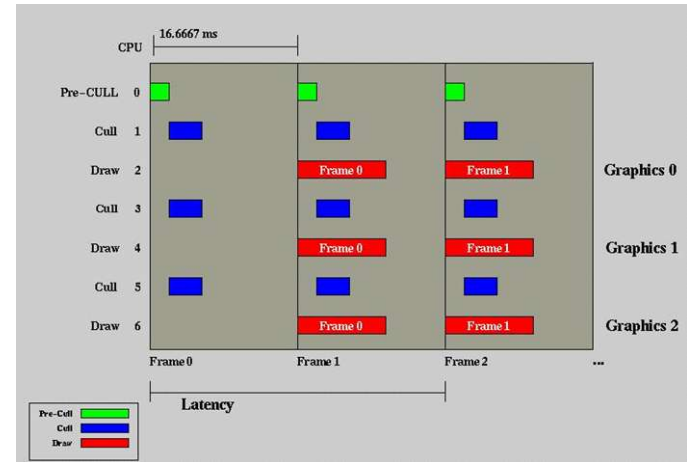 16.6667 ms
CPU
Pre-CULL 0
Cull 1
Draw 2 Frame 0 Frame 1 Graphics 0
Cull 3
Draw 4 Frame 0 Frame 1 Graphics 1
Cull 5
Draw 6 Frame 0 Frame 1 Graphics 2
Frame 0 Frame 1 Frame 2 ...
Latency
Pre-Cull
Cull
Draw